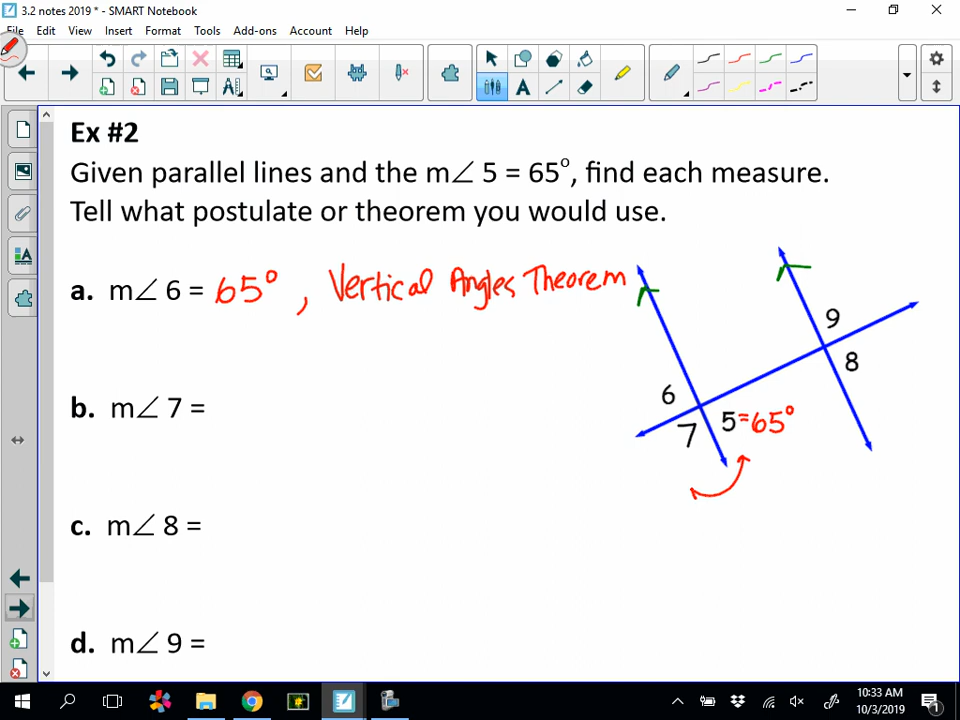 3.2 notes 2019 * - SMART Notebook
File Edit View Insert Format Tools Add-ons Account Help
Ex #2
Given parallel lines and the m∠ 5 = 65°, find each measure.
Tell what postulate or theorem you would use.
a. m∠ 6 = 65° , Vertical Angles Theorem
9
8
6
5=65°
7
b. m∠ 7 =
c. m∠ 8 =
d. m∠ 9 =
10:33 AM
10/3/2019
1